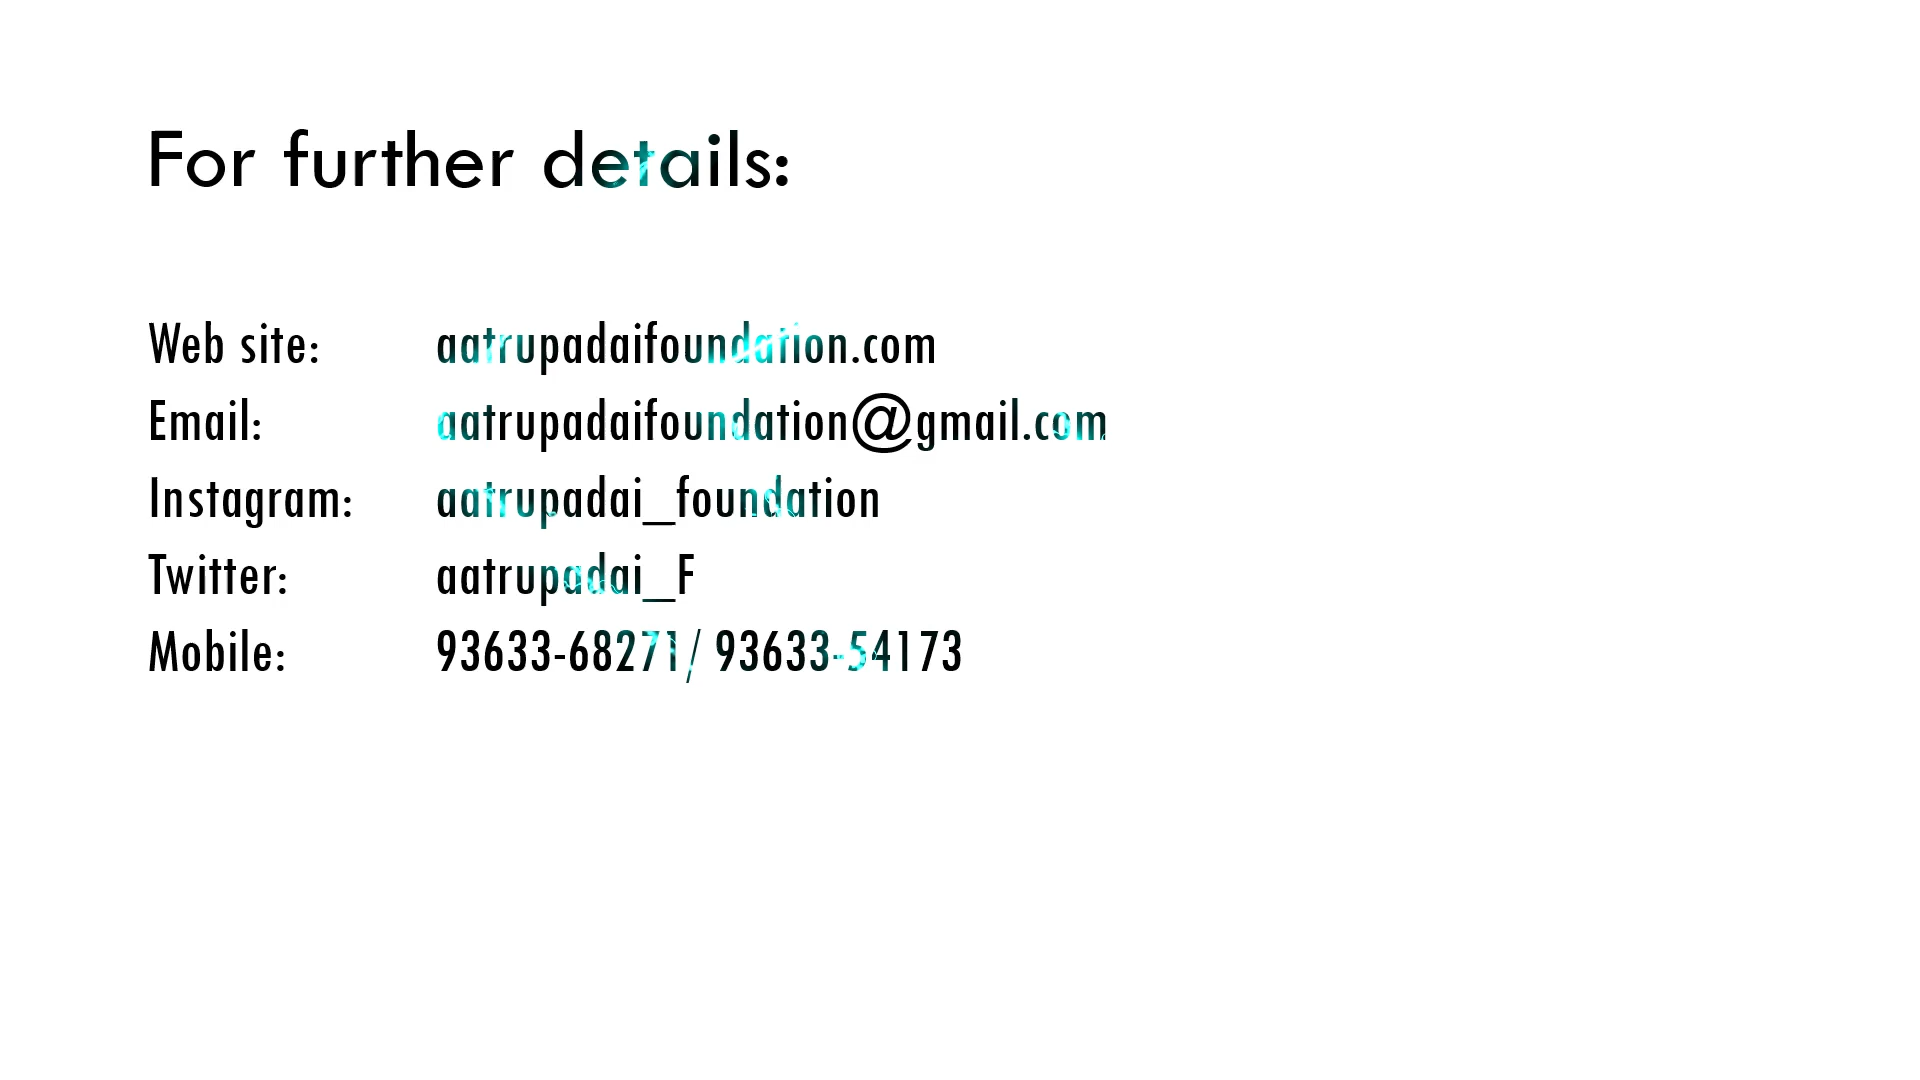 For further details:
Web site: aatrupadaifoundation.com
Email: aatrupadaifoundation@gmail.com
Instagram: aatrupadai_foundation
Twitter: aatrupadai_F
Mobile: 93633-68271/ 93633-54173